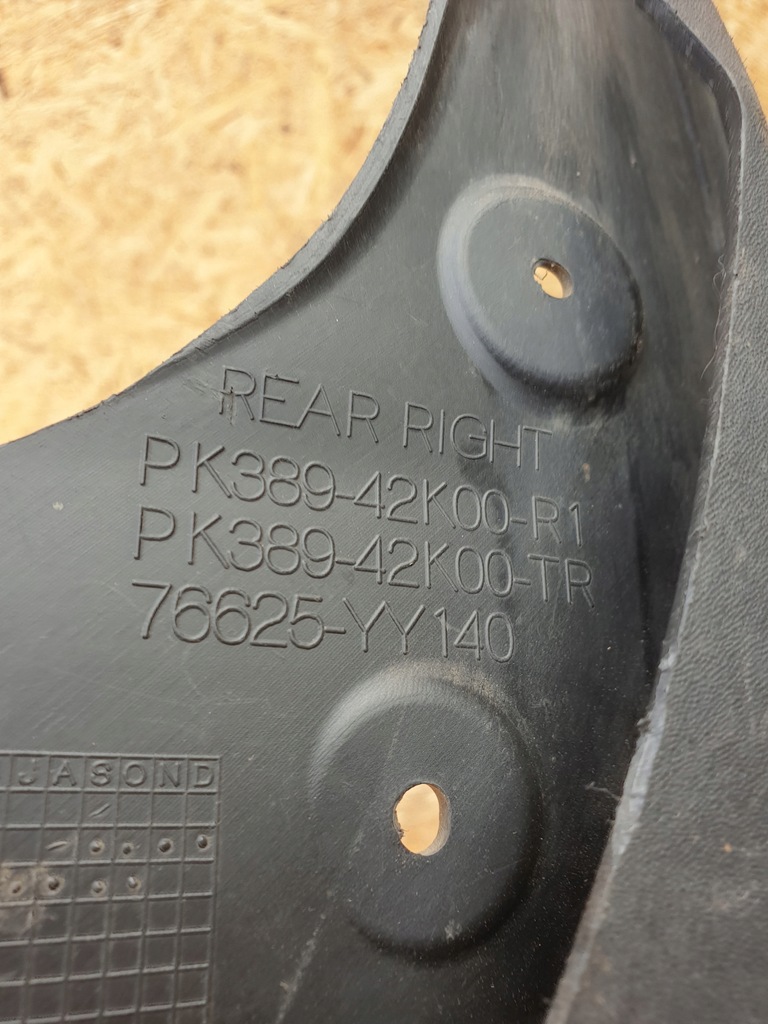 REAR RIGHT
PK389-42K00-R1
PK389-42K00-TR
76625-YY140
JASOND